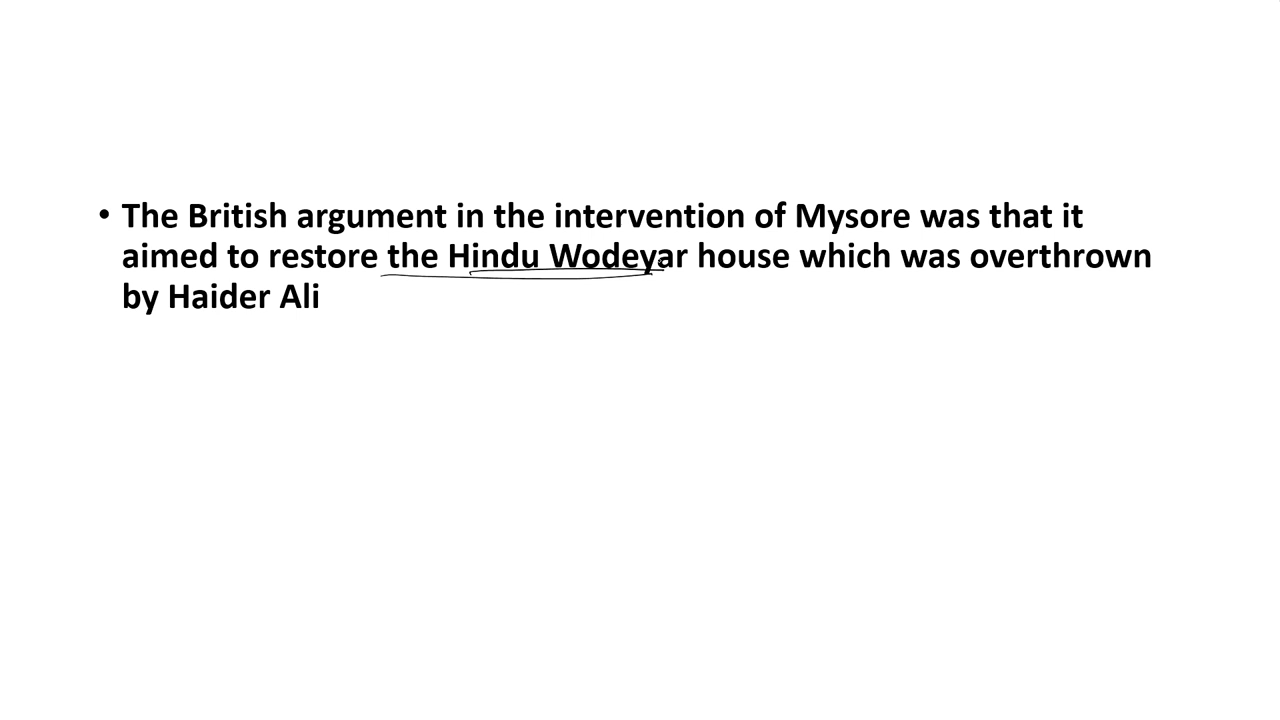 • The British argument in the intervention of Mysore was that it
aimed to restore the Hindu Wodeyar house which was overthrown
by Haider Ali